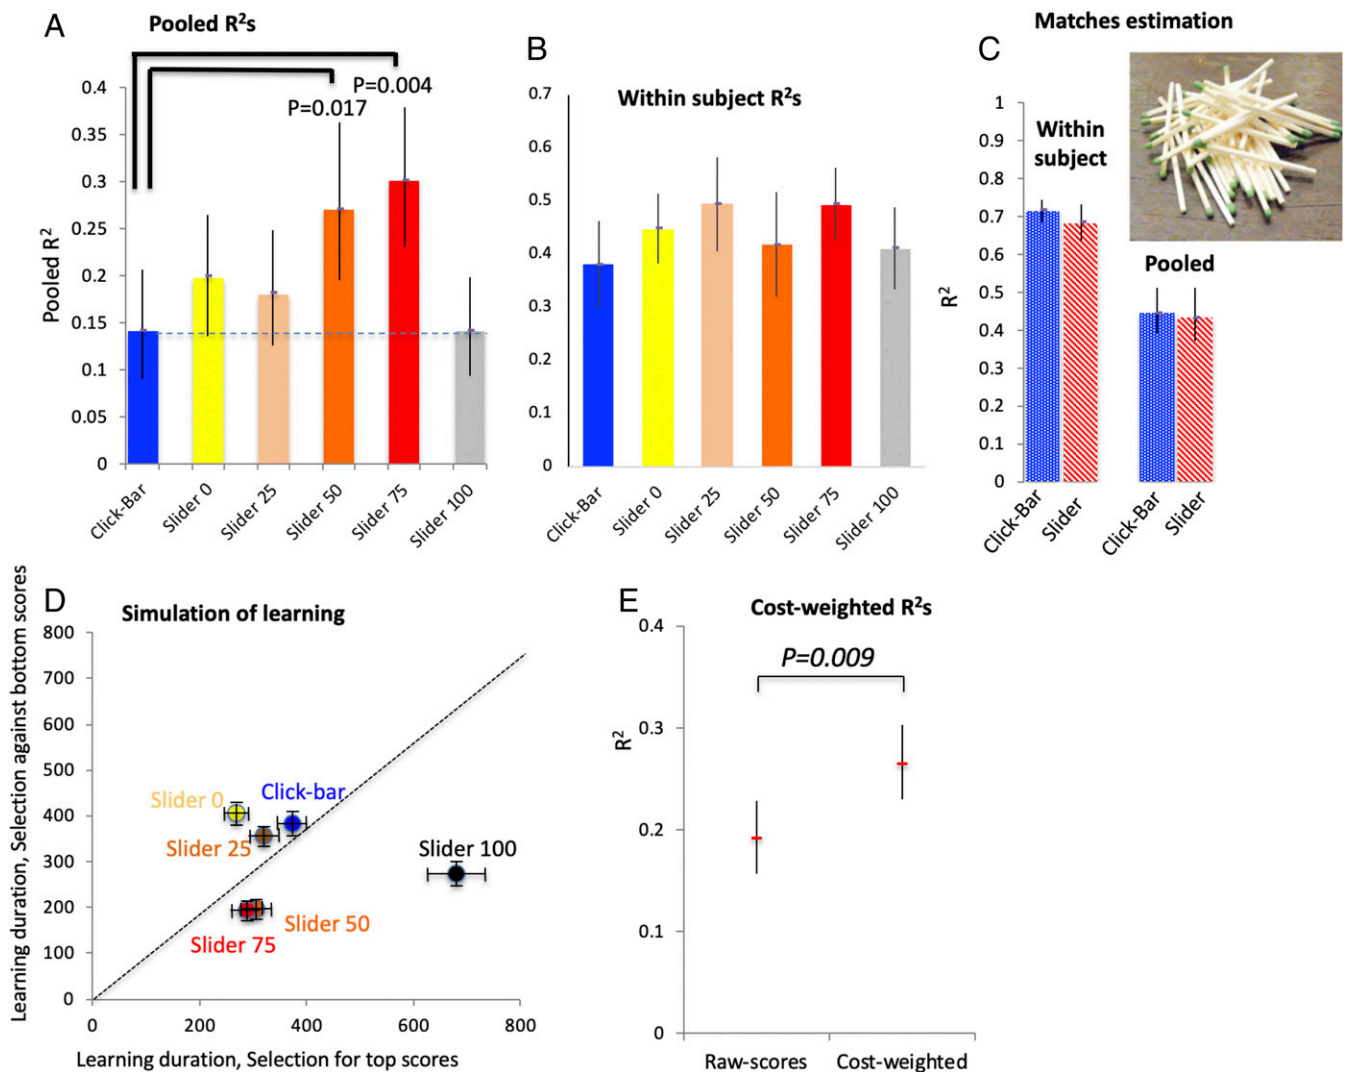 A
Pooled R²s
P=0.004
P=0.017
Pooled R²
0.4
0.35
0.3
0.25
0.2
0.15
0.1
0.05
0
Click-Bar
Slider 0
Slider 25
Slider 50
Slider 75
Slider 100
B
Within subject R²s
0.7
0.6
0.5
0.4
0.3
0.2
0.1
0
Click-Bar
Slider 0
Slider 25
Slider 50
Slider 75
Slider 100
C
Matches estimation
R²
1
0.9
0.8
0.7
0.6
0.5
0.4
0.3
0.2
0.1
0
Within
subject
Pooled
Click-Bar
Slider
Click-Bar
Slider
D
Simulation of learning
Learning duration, Selection against bottom scores
800
700
600
500
400
300
200
100
0
Slider 0
Click-bar
Slider 25
Slider 100
Slider 50
Slider 75
0
200
400
600
800
Learning duration, Selection for top scores
E
Cost-weighted R²s
P=0.009
R²
0.4
0.3
0.2
0.1
0
Raw-scores
Cost-weighted